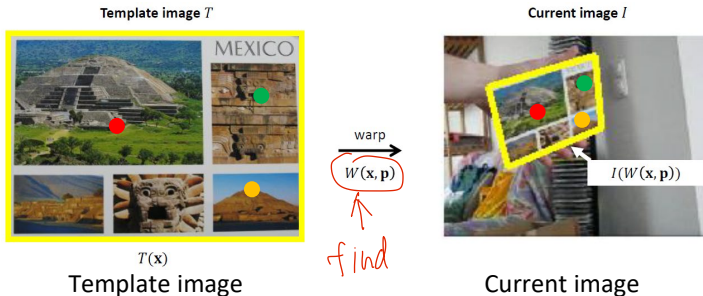 Template image T
Current image I
MEXICO
warp
W(x, p)
I(W(x, p))
find
T(x)
Template image
Current image